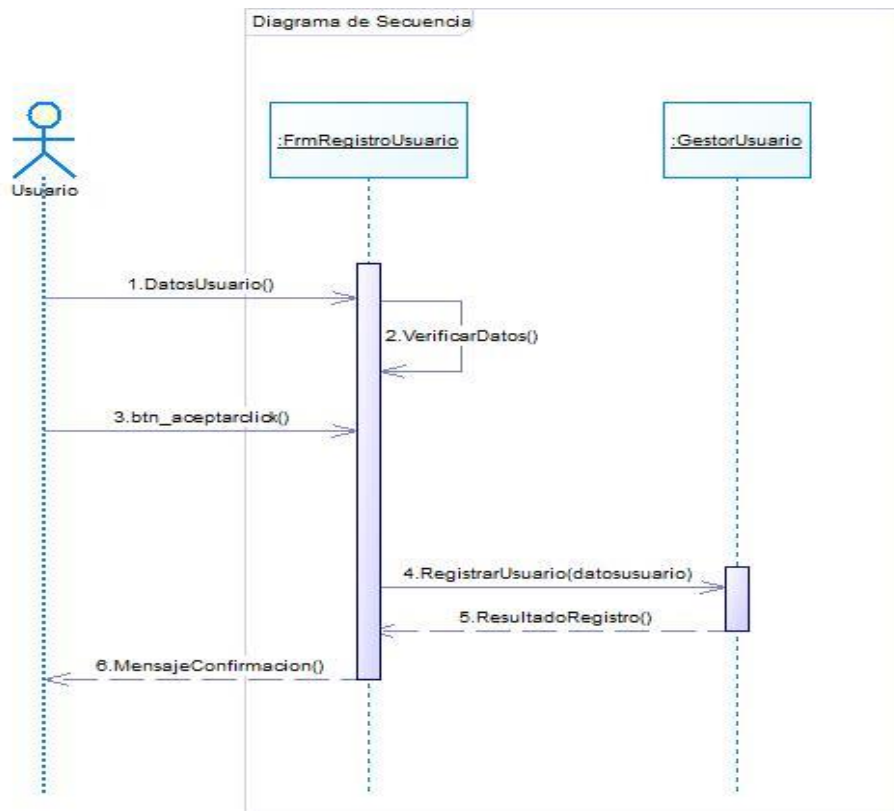 Diagrama de Secuencia
:FrmRegistroUsuario
:GestorUsuario
Usuario
1.DatosUsuario()
2.VerificarDatos()
3.btn_aceptarclick()
4.RegistrarUsuario(datosusuario)
5.ResultadoRegistro()
6.MensajeConfirmacion()